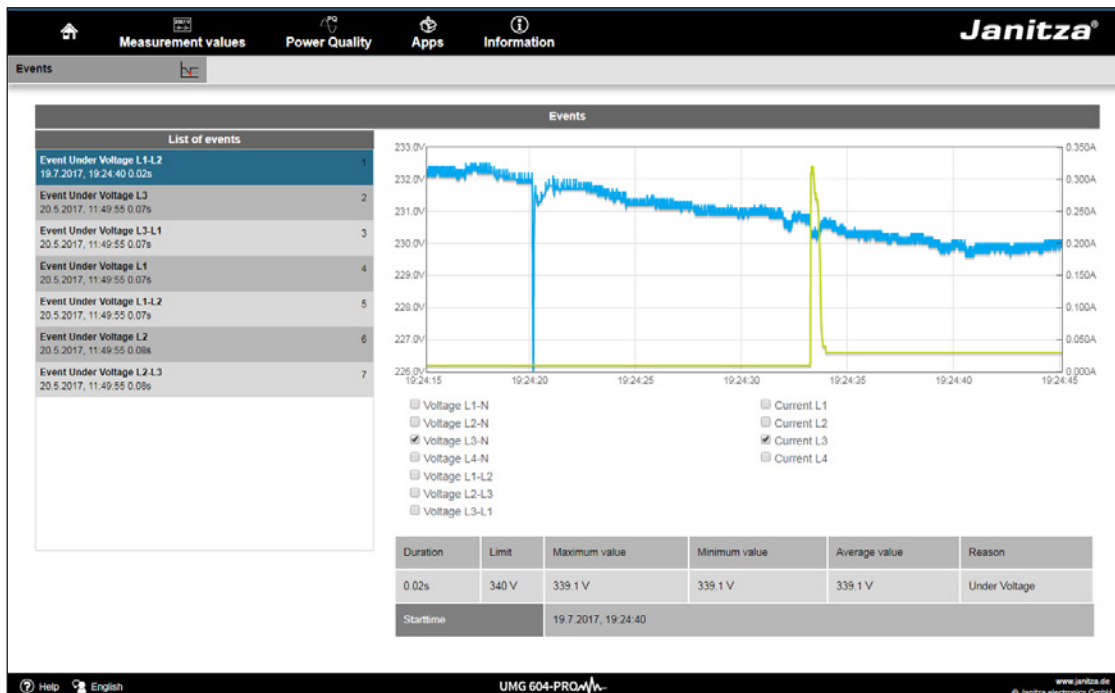 Measurement values
Power Quality
Apps
Information
Janitza®
Events
Events
List of events
Event Under Voltage L1-L2
19.7.2017, 19:24:40 0.02s
1
Event Under Voltage L3
20.5.2017, 11:49:55 0.07s
2
Event Under Voltage L3-L1
20.5.2017, 11:49:55 0.07s
3
Event Under Voltage L1
20.5.2017, 11:49:55 0.07s
4
Event Under Voltage L1-L2
20.5.2017, 11:49:55 0.07s
5
Event Under Voltage L2
20.5.2017, 11:49:55 0.08s
6
Event Under Voltage L2-L3
20.5.2017, 11:49:55 0.08s
7
233.0V
232.0V
231.0V
230.0V
229.0V
228.0V
227.0V
226.0V
0.350A
0.300A
0.250A
0.200A
0.150A
0.100A
0.050A
0.000A
19:24:15 19:24:20 19:24:25 19:24:30 19:24:35 19:24:40 19:24:45
Voltage L1-N
Voltage L2-N
Voltage L3-N
Voltage L4-N
Voltage L1-L2
Voltage L2-L3
Voltage L3-L1
Current L1
Current L2
Current L3
Current L4
Duration Limit Maximum value Minimum value Average value Reason
0.02s 340 V 339.1 V 339.1 V 339.1 V Under Voltage
Starttime 19.7.2017, 19:24:40
Help English
UMG 604-PRO
www.janitza.de
© Janitza electronics GmbH